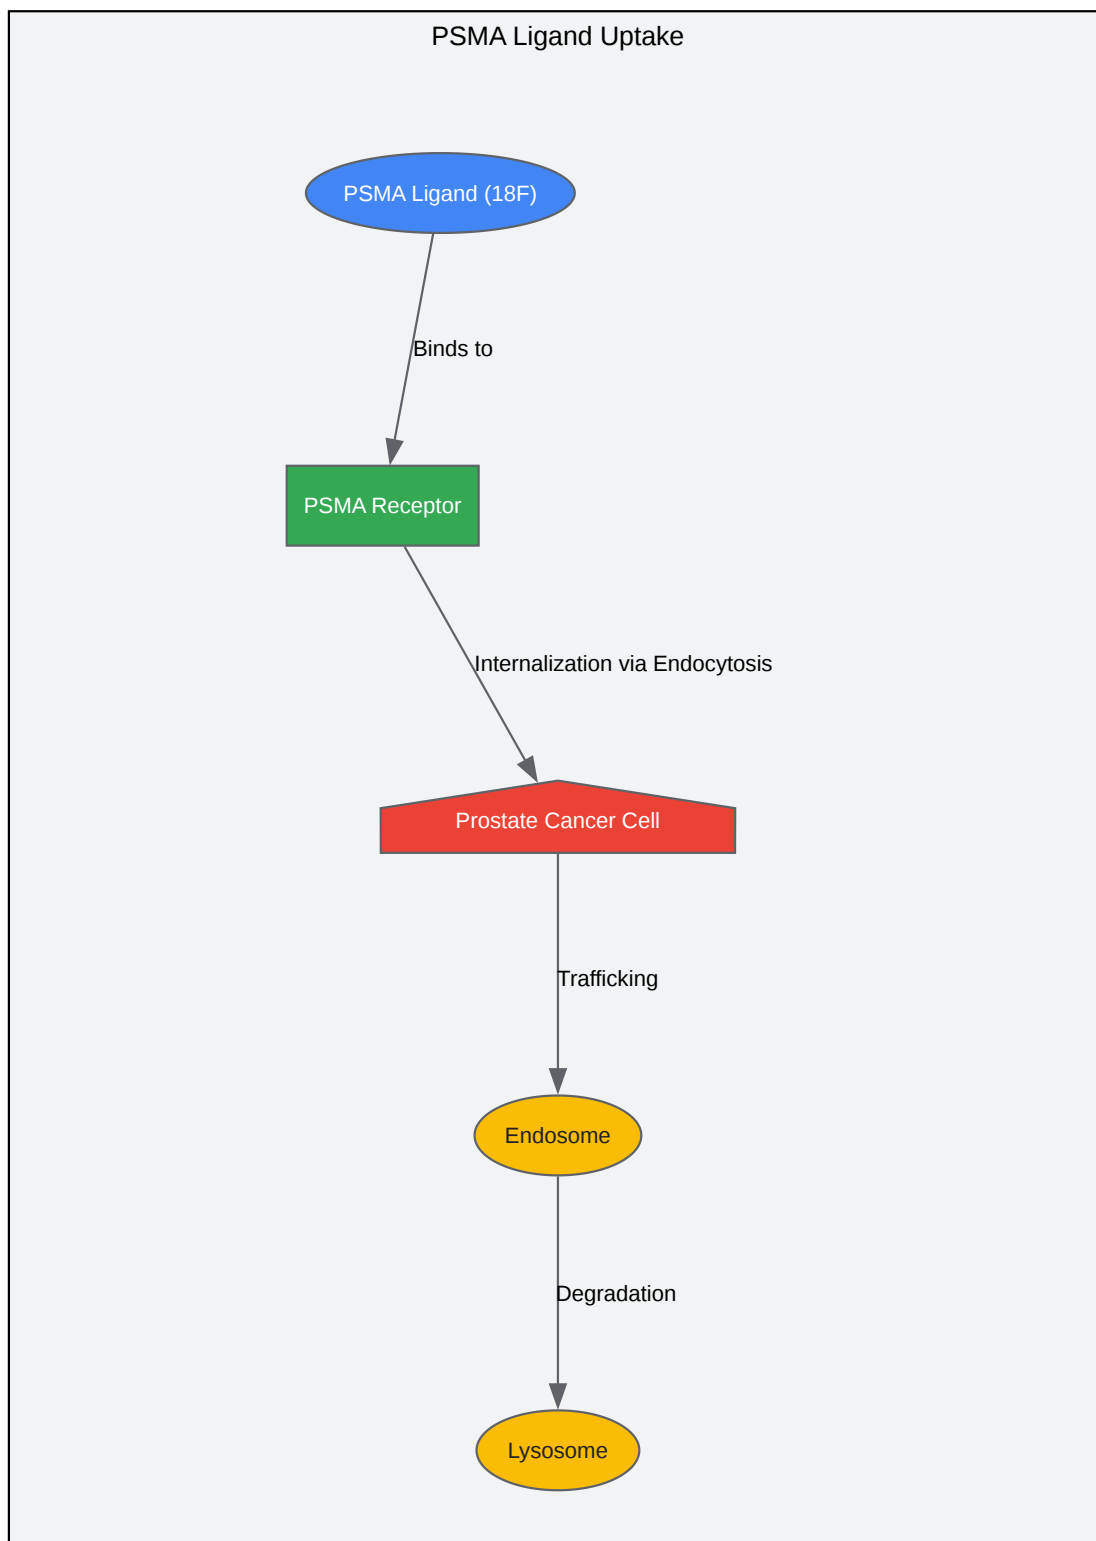 PSMA Ligand Uptake
PSMA Ligand (18F)
Binds to
PSMA Receptor
Internalization via Endocytosis
Prostate Cancer Cell
Trafficking
Endosome
Degradation
Lysosome